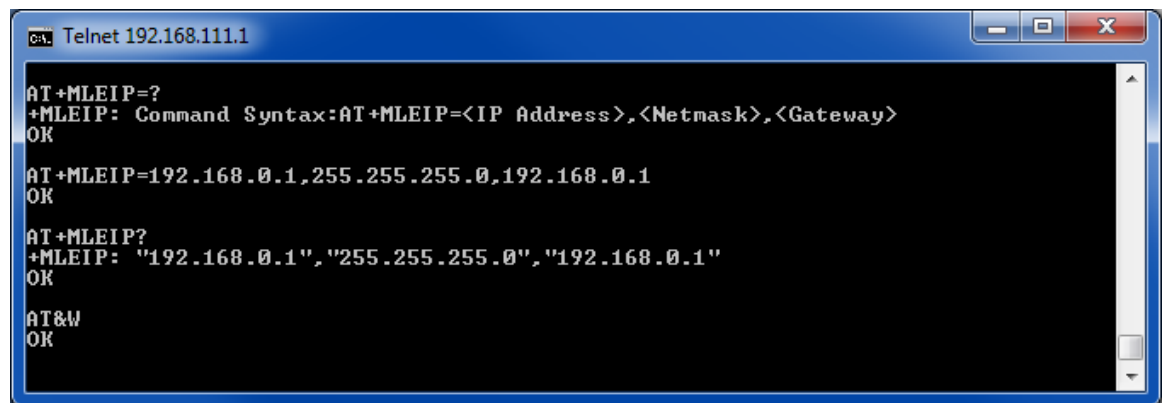 Telnet 192.168.111.1
AT+MLEIP=?
+MLEIP: Command Syntax:AT+MLEIP=<IP Address>,<Netmask>,<Gateway>
OK
AT+MLEIP=192.168.0.1,255.255.255.0,192.168.0.1
OK
AT+MLEIP?
+MLEIP: "192.168.0.1","255.255.255.0","192.168.0.1"
OK
AT&W
OK